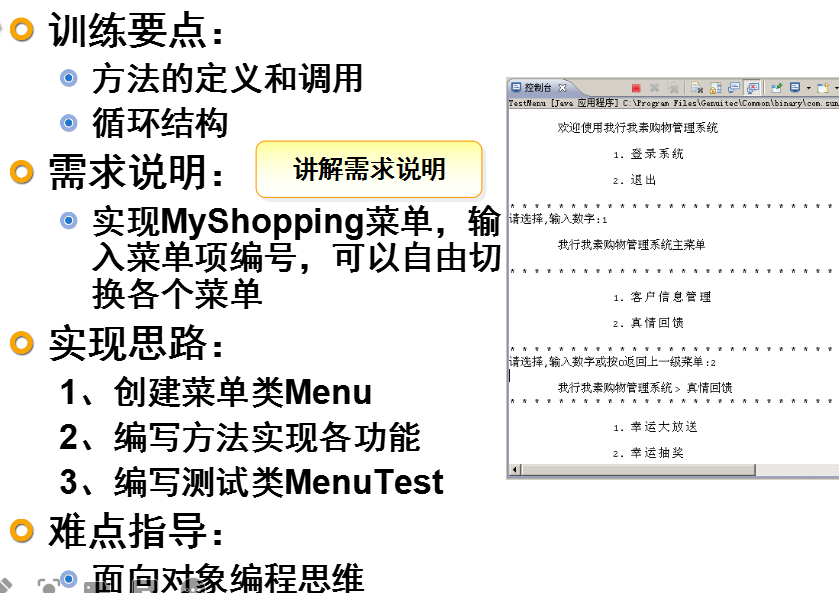 训练要点：
方法的定义和调用
循环结构
需求说明：
讲解需求说明
实现MyShopping菜单，输
入菜单项编号，可以自由切
换各个菜单
实现思路：
1、创建菜单类Menu
2、编写方法实现各功能
3、编写测试类MenuTest
难点指导：
面向对象编程思维
控制台
TestMenu [Java 应用程序] C:\Program Files\Genuitec\Common\binary\com.sun
欢迎使用我行我素购物管理系统
1. 登录系统
2. 退出
* * * * * * * * * * * * * * * * * * * * * * * * * *
请选择,输入数字:1
我行我素购物管理系统主菜单
* * * * * * * * * * * * * * * * * * * * * * * * * *
1. 客户信息管理
2. 真情回馈
* * * * * * * * * * * * * * * * * * * * * * * * * *
请选择,输入数字或按0返回上一级菜单:2
我行我素购物管理系统 > 真情回馈
* * * * * * * * * * * * * * * * * * * * * * * * * *
1. 幸运大放送
2. 幸运抽奖